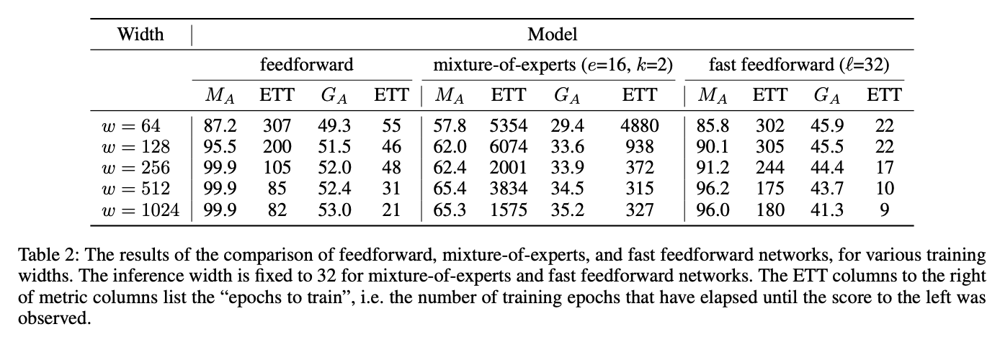 Width Model
feedforward mixture-of-experts (e=16, k=2) fast feedforward (ℓ=32)
M_A ETT G_A ETT M_A ETT G_A ETT M_A ETT G_A ETT
w = 64 87.2 307 49.3 55 57.8 5354 29.4 4880 85.8 302 45.9 22
w = 128 95.5 200 51.5 46 62.0 6074 33.6 938 90.1 305 45.5 22
w = 256 99.9 105 52.0 48 62.4 2001 33.9 372 91.2 244 44.4 17
w = 512 99.9 85 52.4 31 65.4 3834 34.5 315 96.2 175 43.7 10
w = 1024 99.9 82 53.0 21 65.3 1575 35.2 327 96.0 180 41.3 9
Table 2: The results of the comparison of feedforward, mixture-of-experts, and fast feedforward networks, for various training
widths. The inference width is fixed to 32 for mixture-of-experts and fast feedforward networks. The ETT columns to the right
of metric columns list the “epochs to train”, i.e. the number of training epochs that have elapsed until the score to the left was
observed.